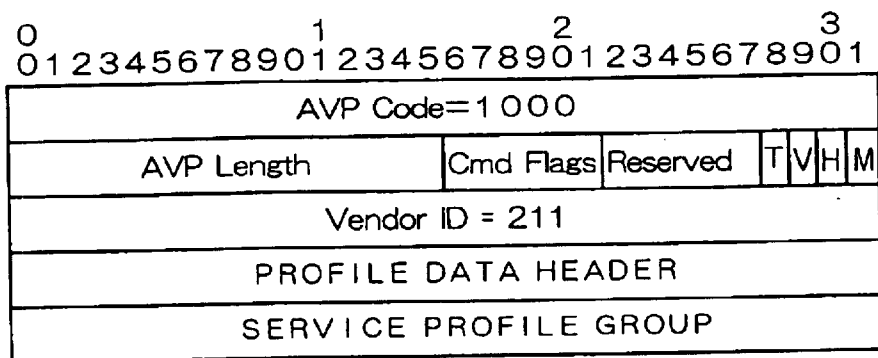 0 1 2 3
01234567890123456789012345678901
AVP Code=1000
AVP Length Cmd Flags Reserved T V H M
Vendor ID = 211
PROFILE DATA HEADER
SERVICE PROFILE GROUP